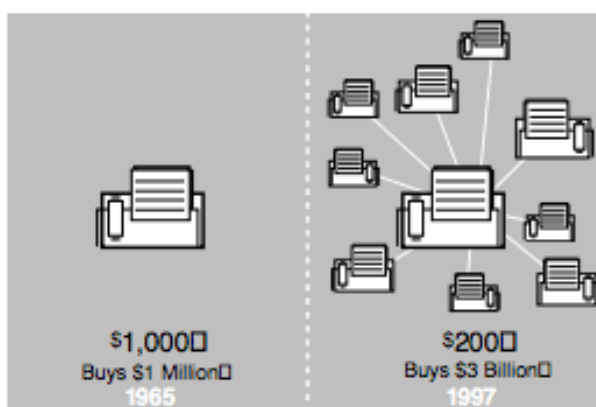 $1,000□
Buys $1 Million□
1965
$200□
Buys $3 Billion□
1997